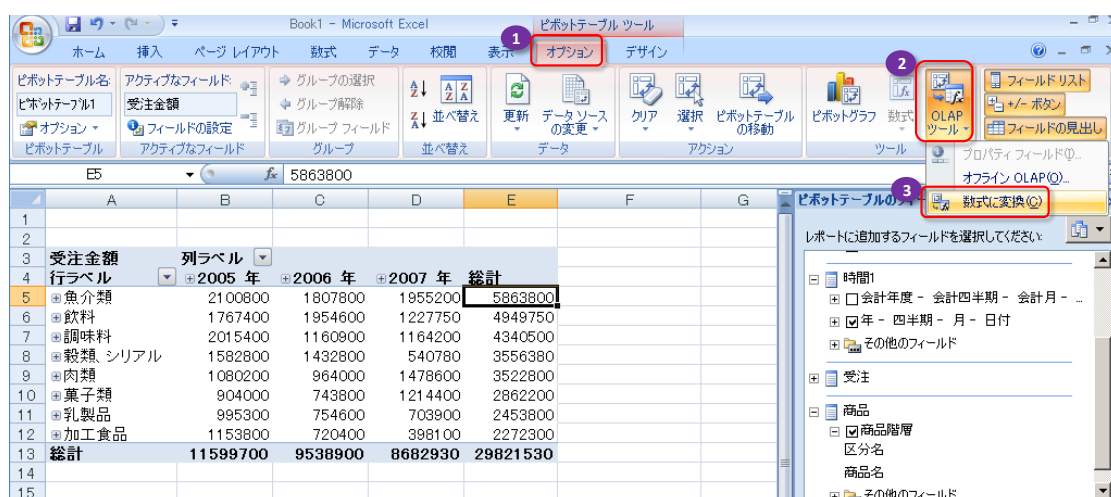 Book1 - Microsoft Excel
ピボットテーブル ツール
ホーム 挿入 ページ レイアウト 数式 データ 校閲 表示 1 オプション デザイン
2
ピボットテーブル名: アクティブなフィールド: グループの選択
ピボットテーブル1 受注金額 グループ解除
オプション フィールドの設定 グループ フィールド
並べ替え 更新 データ ソースの変更 クリア 選択 ピボットテーブルの移動 ピボットグラフ 数式 OLAP ツール
フィールド リスト
+/- ボタン
フィールドの見出し
ピボットテーブル アクティブなフィールド グループ 並べ替え データ アクション ツール
プロパティ フィールド(I)...
オフライン OLAP(O)...
3 数式に変換(C)
E5 fx 5863800
A B C D E F G
ピボットテーブルのフィー
レポートに追加するフィールドを選択してください:
1
2
3 受注金額 列ラベル
4 行ラベル 2005 年 2006 年 2007 年 総計
5 魚介類 2100800 1807800 1955200 5863800
6 飲料 1767400 1954600 1227750 4949750
7 調味料 2015400 1160900 1164200 4340500
8 穀類、シリアル 1582800 1432800 540780 3556380
9 肉類 1080200 964000 1478600 3522800
10 菓子類 904000 743800 1214400 2862200
11 乳製品 995300 754600 703900 2453800
12 加工食品 1153800 720400 398100 2272300
13 総計 11599700 9538900 8682930 29821530
14
15
時間1
会計年度 - 会計四半期 - 会計月 - ...
年 - 四半期 - 月 - 日付
その他のフィールド
受注
商品
商品階層
区分名
商品名
その他のフィールド